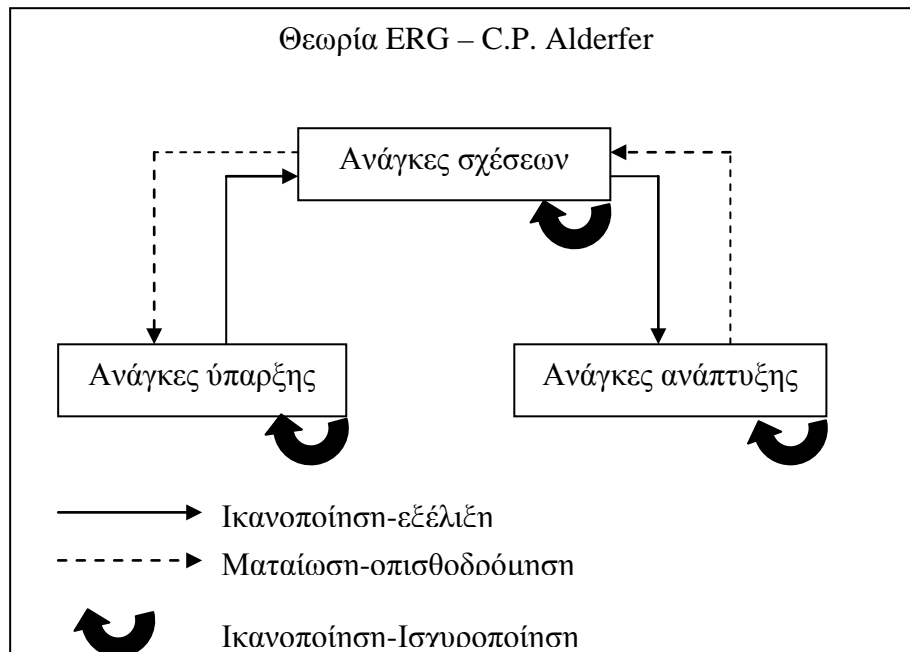 Θεωρία ERG – C.P. Alderfer
Ανάγκες σχέσεων
Ανάγκες ύπαρξης
Ανάγκες ανάπτυξης
Ικανοποίηση-εξέλιξη
Ματαίωση-οπισθοδρόμηση
Ικανοποίηση-Ισχυροποίηση